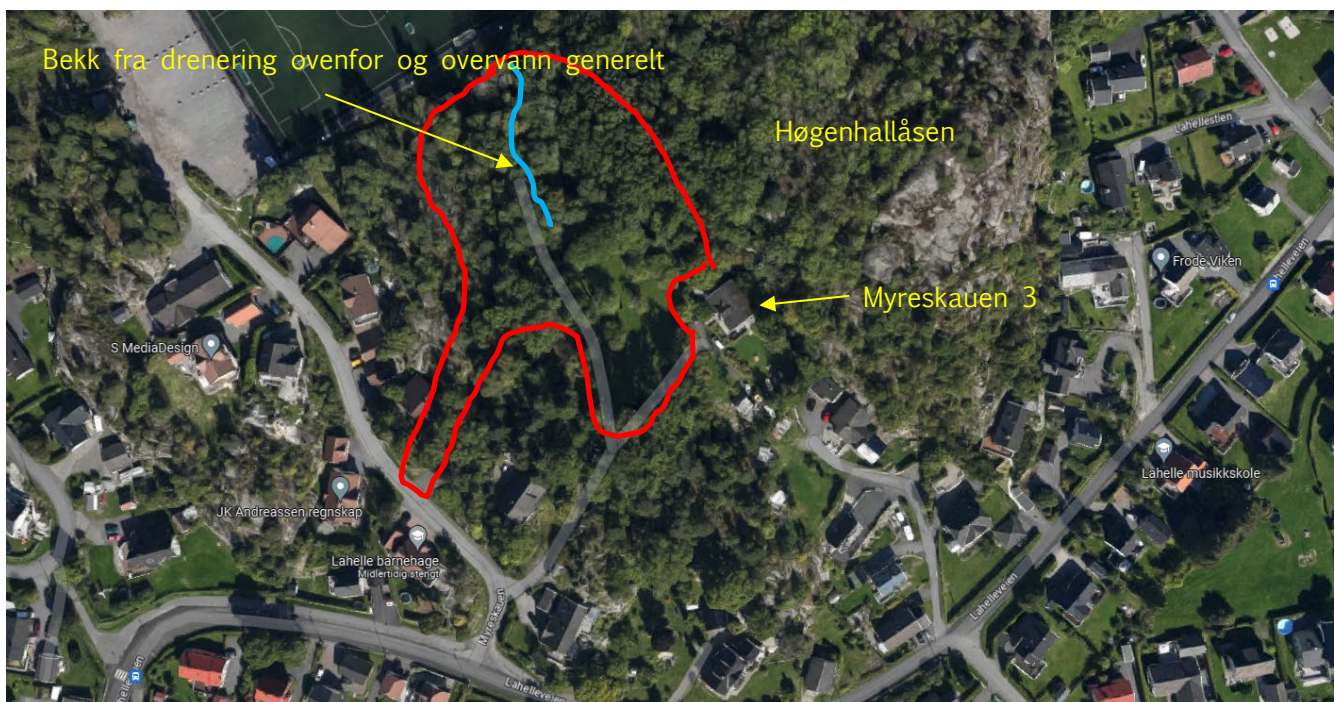 Bekk fra drenering ovenfor og overvann generelt
Høgenhallåsen
Lahellestien
Frode Viken
Lahelleveien
Myreskauen 3
S MediaDesign
Lahelle musikkskole
JK Andreassen regnskap
Lahelle barnehage
Midlertidig stengt
Myreskauen
Lahelleveien
Lahelleveien